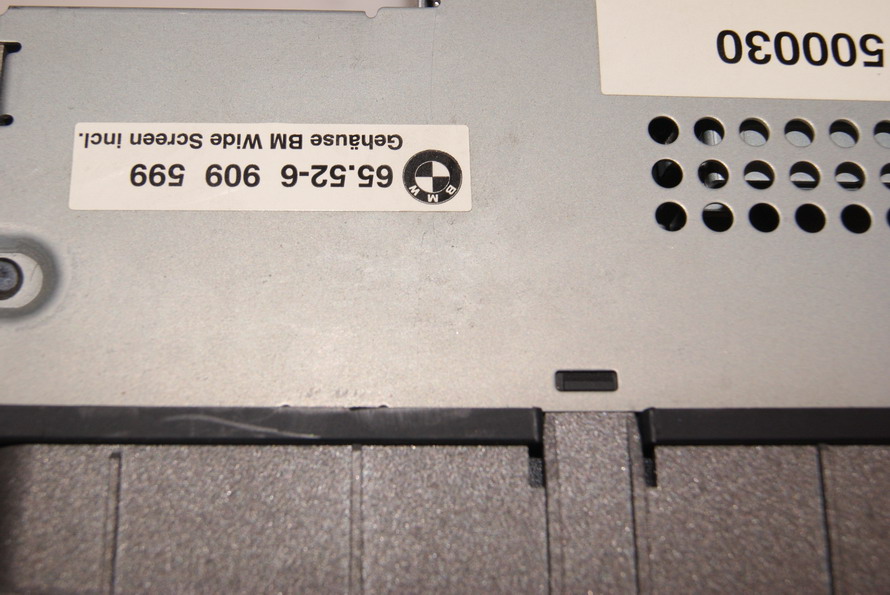 65.52-6 909 599
Gehäuse BM Wide Screen incl.
BMW
500030